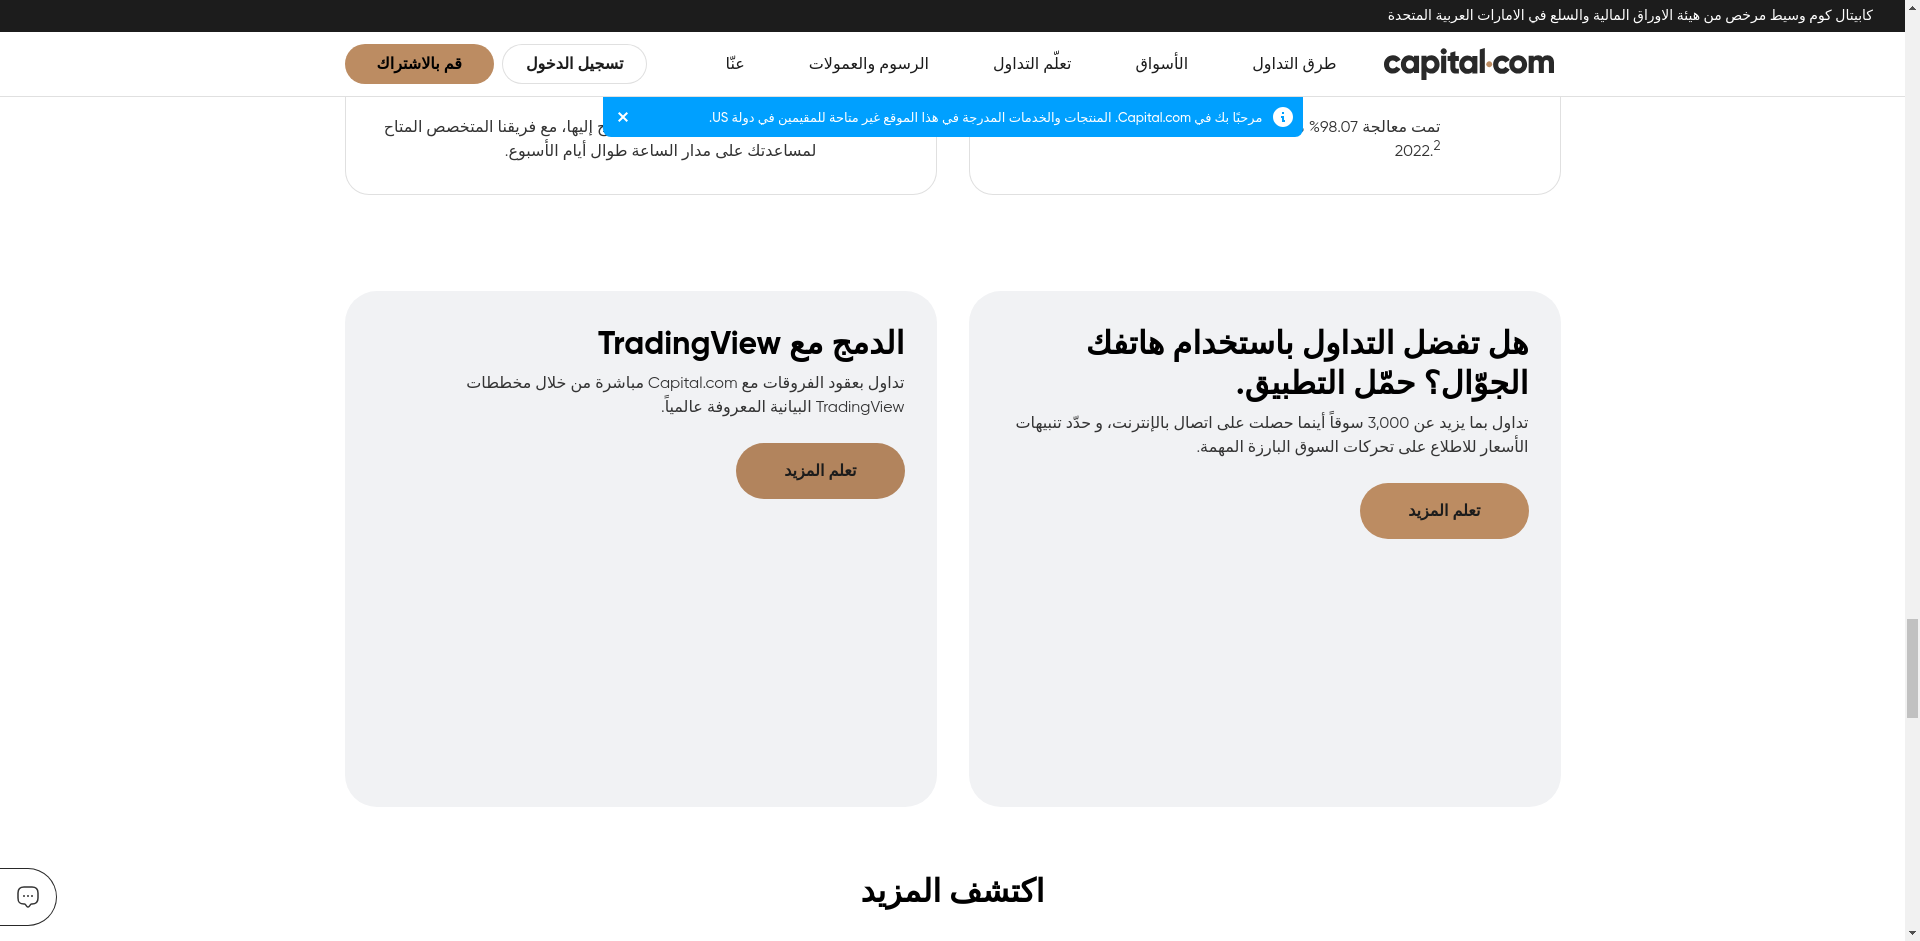 كابيتال كوم وسيط مرخص من هيئة الاوراق المالية والسلع في الامارات العربية المتحدة
capital.com
طرق التداول
الأسواق
تعلّم التداول
الرسوم والعمولات
عنّا
تسجيل الدخول
قم بالاشتراك
مرحبًا بك في Capital.com. المنتجات والخدمات المدرجة في هذا الموقع غير متاحة للمقيمين في دولة US.
تمت معالجة 98.07%
2022.2
إليها، مع فريقنا المتخصص المتاح
لمساعدتك على مدار الساعة طوال أيام الأسبوع.
هل تفضل التداول باستخدام هاتفك
الجوّال؟ حمّل التطبيق.
تداول بما يزيد عن 3,000 سوقاً أينما حصلت على اتصال بالإنترنت، و حدّد تنبيهات
الأسعار للاطلاع على تحركات السوق البارزة المهمة.
تعلم المزيد
الدمج مع TradingView
تداول بعقود الفروقات مع Capital.com مباشرة من خلال مخططات
TradingView البيانية المعروفة عالمياً.
تعلم المزيد
اكتشف المزيد